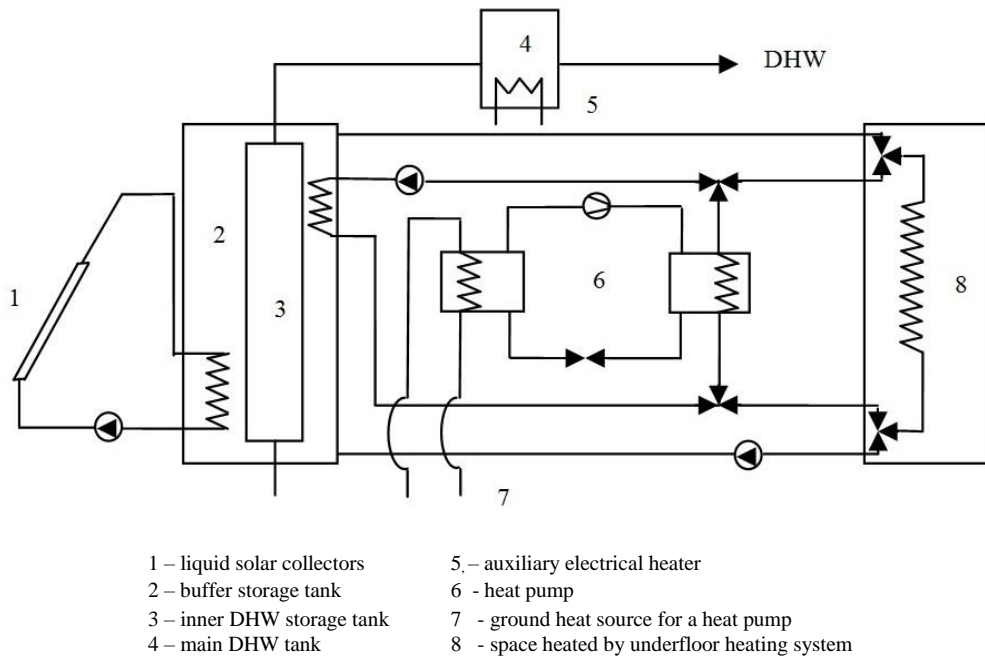 4
DHW
5
2
1
3
6
8
7
1 – liquid solar collectors
2 – buffer storage tank
3 – inner DHW storage tank
4 – main DHW tank
5 – auxiliary electrical heater
6 - heat pump
7 - ground heat source for a heat pump
8 - space heated by underfloor heating system